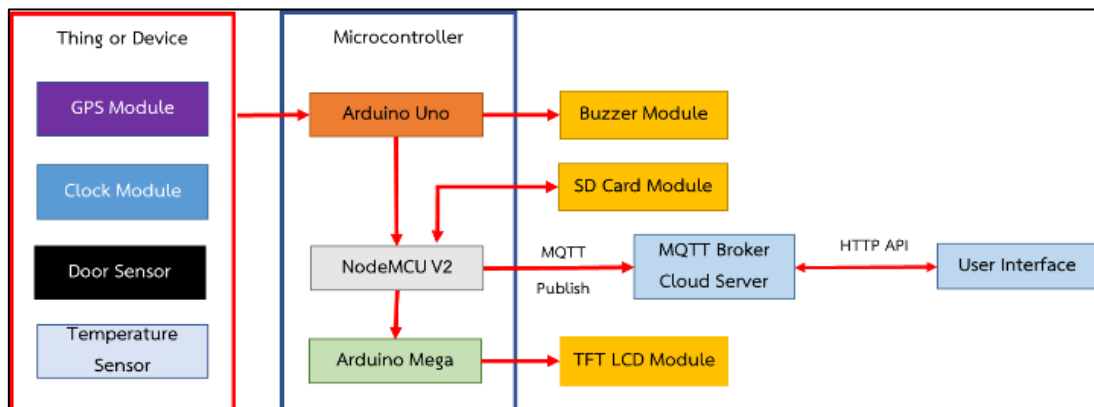 Thing or Device
GPS Module
Clock Module
Door Sensor
Temperature
Sensor
Microcontroller
Arduino Uno
NodeMCU V2
Arduino Mega
Buzzer Module
SD Card Module
MQTT
Publish
MQTT Broker
Cloud Server
HTTP API
User Interface
TFT LCD Module